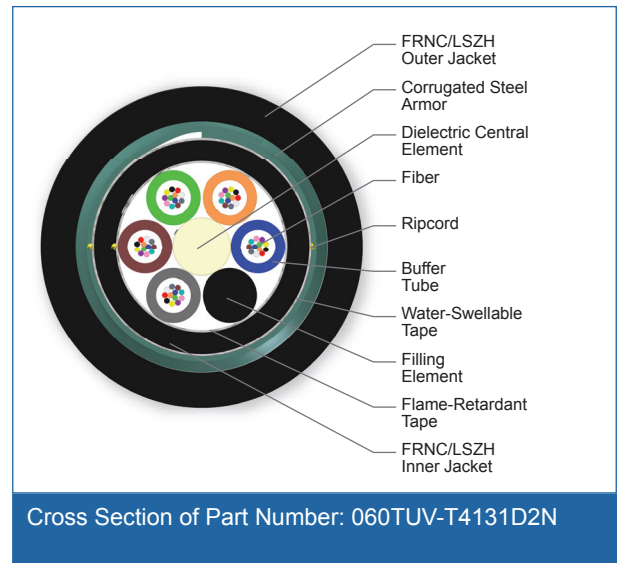 FRNC/LSZH
Outer Jacket
Corrugated Steel
Armor
Dielectric Central
Element
Fiber
Ripcord
Buffer
Tube
Water-Swellable
Tape
Filling
Element
Flame-Retardant
Tape
FRNC/LSZH
Inner Jacket
Cross Section of Part Number: 060TUV-T4131D2N